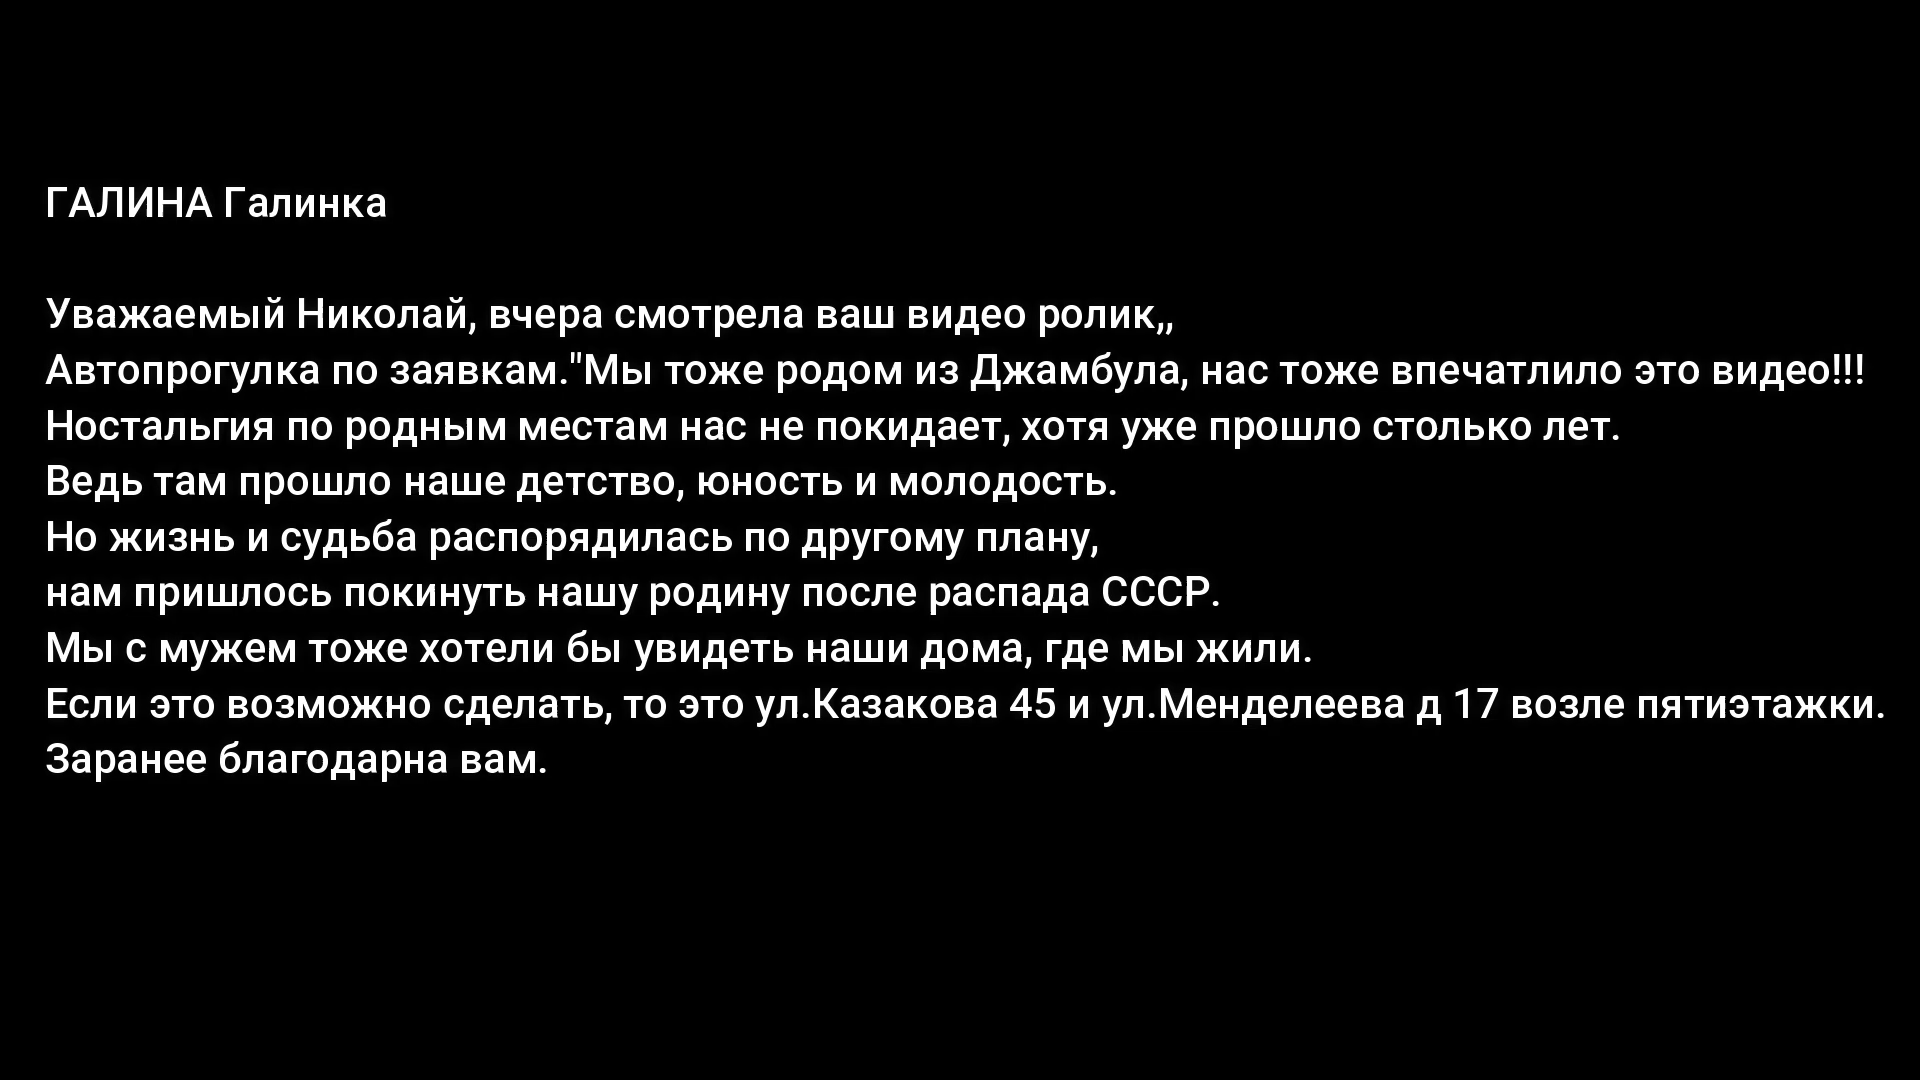 ГАЛИНА Галинка
Уважаемый Николай, вчера смотрела ваш видео ролик,,
Автопрогулка по заявкам."Мы тоже родом из Джамбула, нас тоже впечатлило это видео!!!
Ностальгия по родным местам нас не покидает, хотя уже прошло столько лет.
Ведь там прошло наше детство, юность и молодость.
Но жизнь и судьба распорядилась по другому плану,
нам пришлось покинуть нашу родину после распада СССР.
Мы с мужем тоже хотели бы увидеть наши дома, где мы жили.
Если это возможно сделать, то это ул.Казакова 45 и ул.Менделеева д 17 возле пятиэтажки.
Заранее благодарна вам.